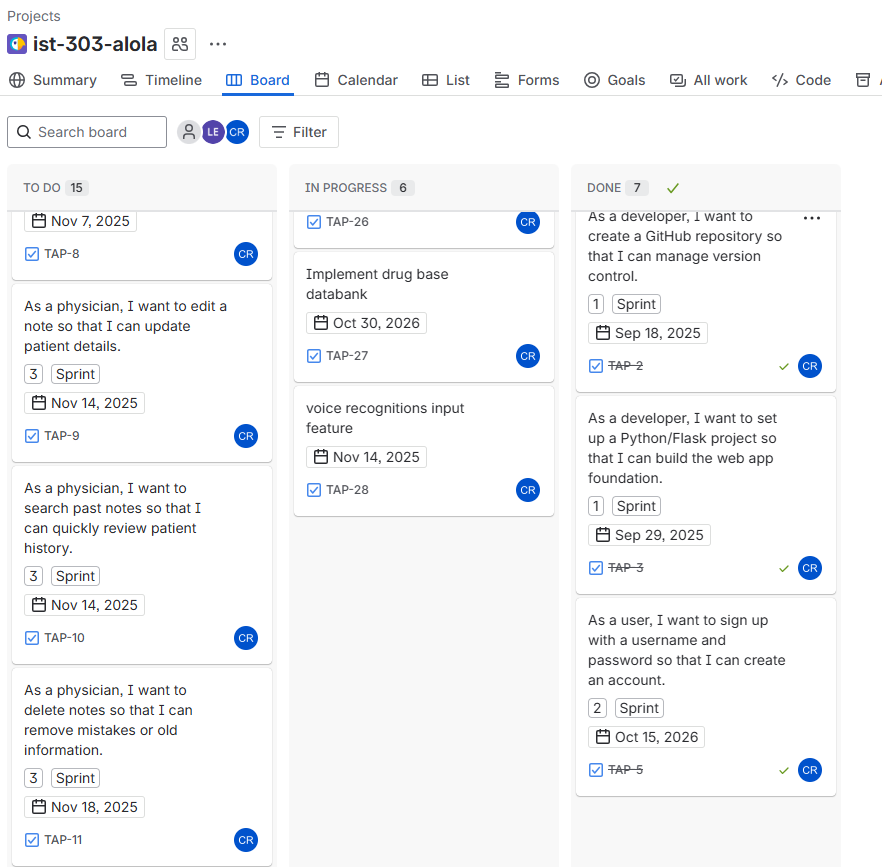 Projects
ist-303-alola
Summary
Timeline
Board
Calendar
List
Forms
Goals
All work
Code
Search board
LE
CR
Filter
TO DO 15
Nov 7, 2025
TAP-8
CR
As a physician, I want to edit a
note so that I can update
patient details.
3 Sprint
Nov 14, 2025
TAP-9
CR
As a physician, I want to
search past notes so that I
can quickly review patient
history.
3 Sprint
Nov 14, 2025
TAP-10
CR
As a physician, I want to
delete notes so that I can
remove mistakes or old
information.
3 Sprint
Nov 18, 2025
TAP-11
CR
IN PROGRESS 6
TAP-26
CR
Implement drug base
databank
Oct 30, 2026
TAP-27
CR
voice recognitions input
feature
Nov 14, 2025
TAP-28
CR
DONE 7
As a developer, I want to
create a GitHub repository so
that I can manage version
control.
1 Sprint
Sep 18, 2025
TAP-2
CR
As a developer, I want to set
up a Python/Flask project so
that I can build the web app
foundation.
1 Sprint
Sep 29, 2025
TAP-3
CR
As a user, I want to sign up
with a username and
password so that I can create
an account.
2 Sprint
Oct 15, 2026
TAP-5
CR